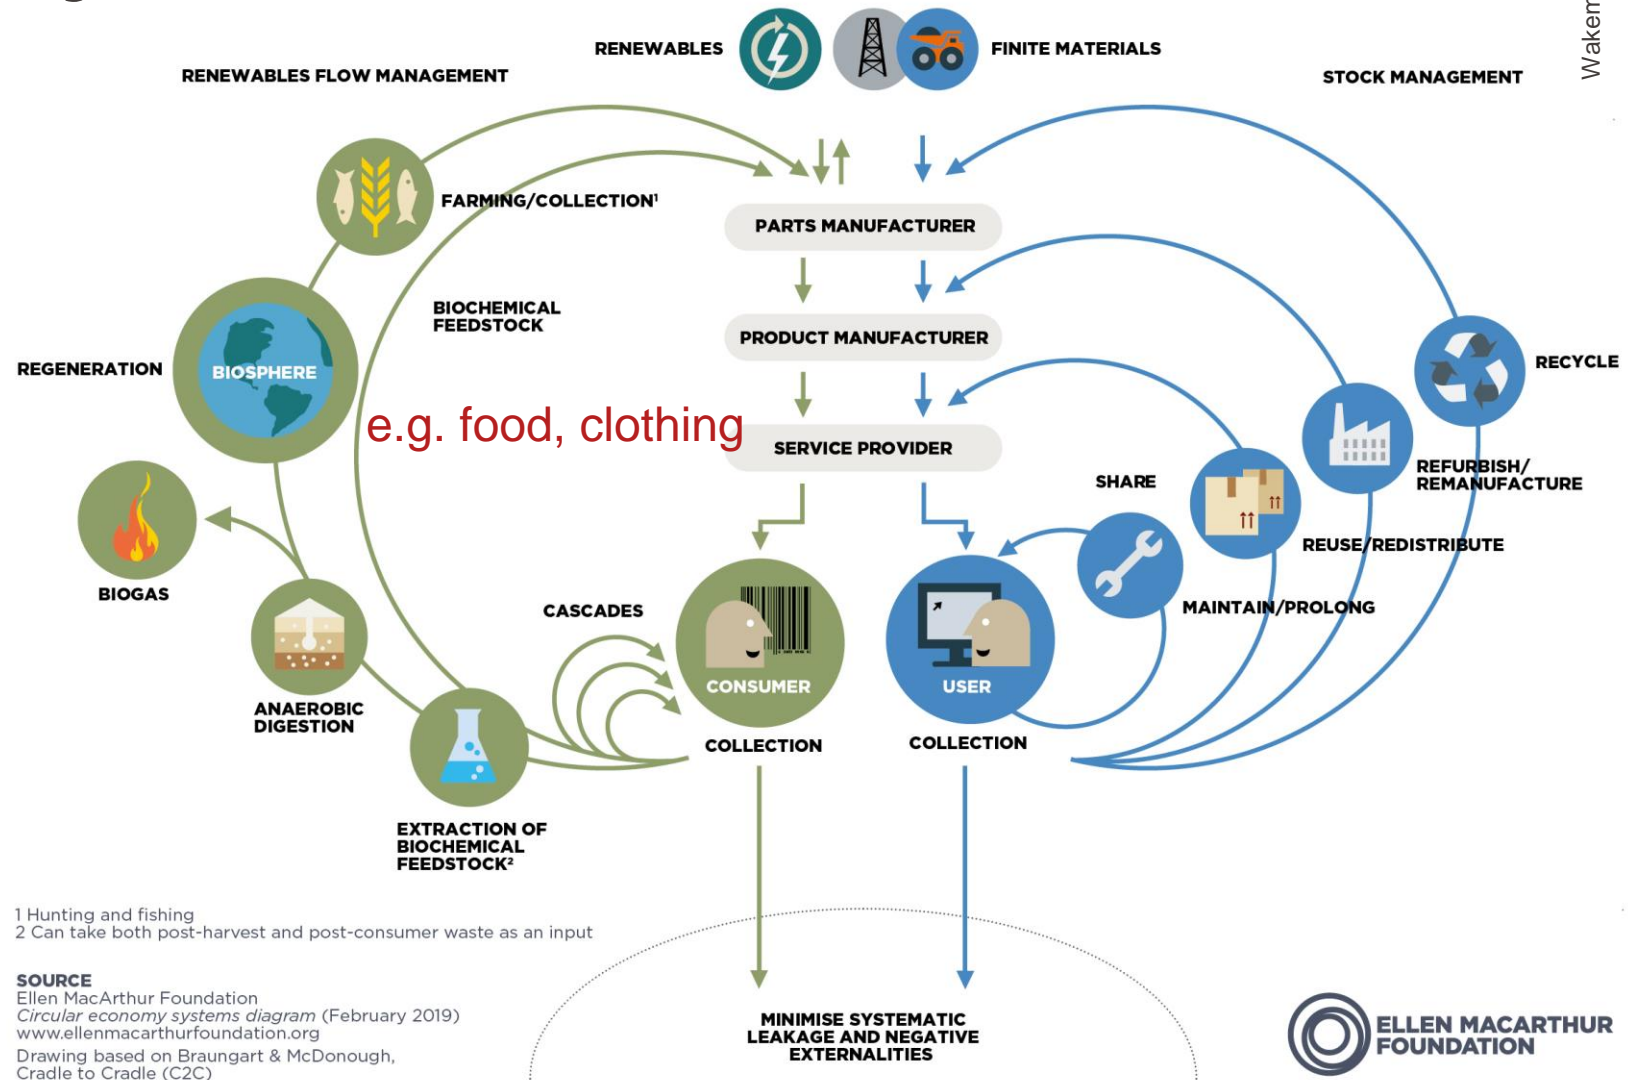 RENEWABLES
FINITE MATERIALS
RENEWABLES FLOW MANAGEMENT
STOCK MANAGEMENT
FARMING/COLLECTION¹
PARTS MANUFACTURER
BIOCHEMICAL
FEEDSTOCK
PRODUCT MANUFACTURER
REGENERATION
BIOSPHERE
RECYCLE
e.g. food, clothing
SERVICE PROVIDER
SHARE
REFURBISH/
REMANUFACTURE
REUSE/REDISTRIBUTE
BIOGAS
CASCADES
MAINTAIN/PROLONG
CONSUMER
USER
ANAEROBIC
DIGESTION
COLLECTION
COLLECTION
EXTRACTION OF
BIOCHEMICAL
FEEDSTOCK²
1 Hunting and fishing
2 Can take both post-harvest and post-consumer waste as an input
SOURCE
Ellen MacArthur Foundation
Circular economy systems diagram (February 2019)
www.ellenmacarthurfoundation.org
Drawing based on Braungart & McDonough,
Cradle to Cradle (C2C)
MINIMISE SYSTEMATIC
LEAKAGE AND NEGATIVE
EXTERNALITIES
ELLEN MACARTHUR
FOUNDATION